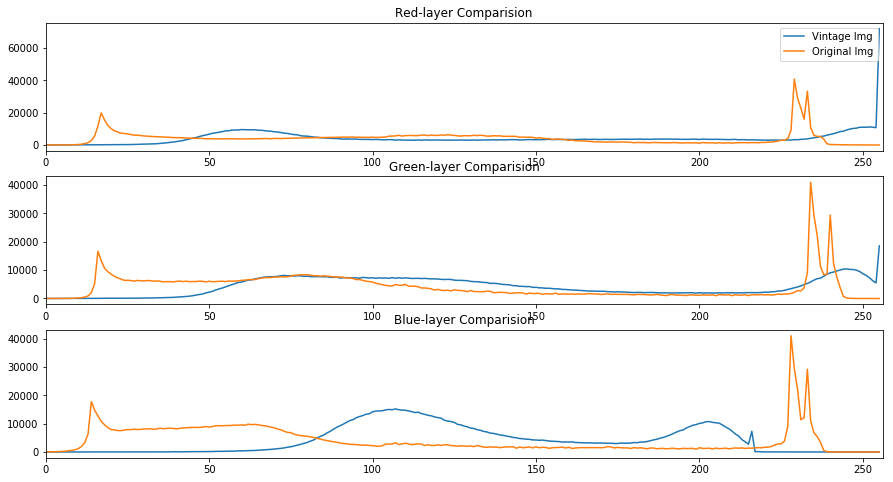 Red-layer Comparision
Vintage Img
Original Img
60000
40000
20000
0
0 50 100 150 200 250
Green-layer Comparision
40000
30000
20000
10000
0
0 50 100 150 200 250
Blue-layer Comparision
40000
30000
20000
10000
0
0 50 100 150 200 250